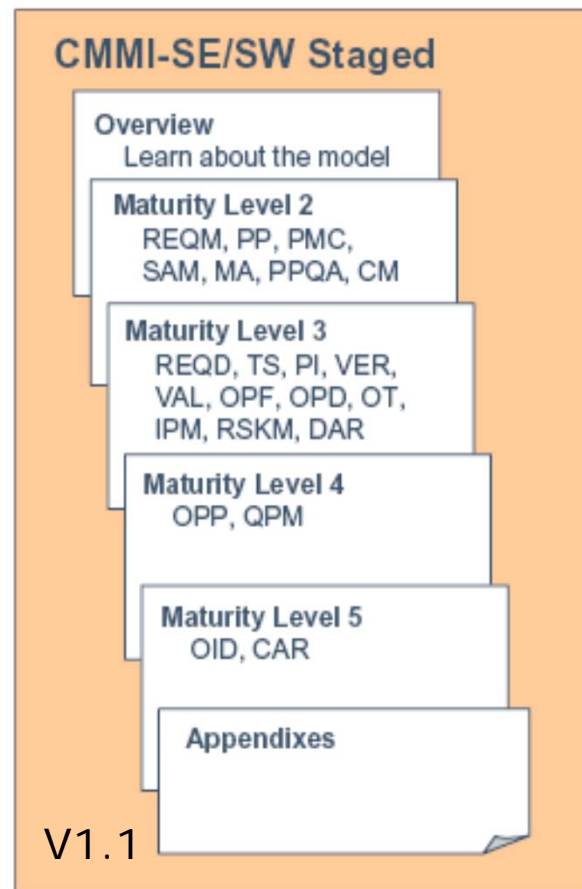 CMMI-SE/SW Staged
Overview
Learn about the model
Maturity Level 2
REQM, PP, PMC,
SAM, MA, PPQA, CM
Maturity Level 3
REQD, TS, PI, VER,
VAL, OPF, OPD, OT,
IPM, RSKM, DAR
Maturity Level 4
OPP, QPM
Maturity Level 5
OID, CAR
Appendixes
V1.1